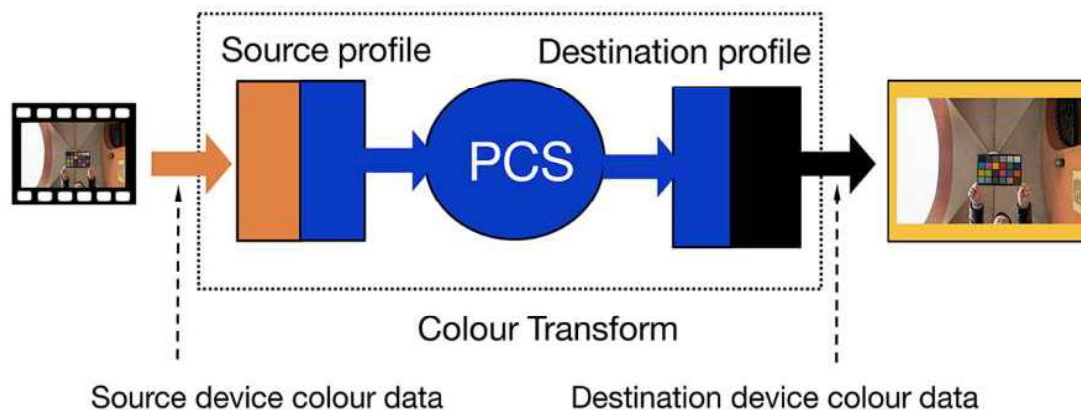 Source profile
Destination profile
PCS
Colour Transform
Source device colour data
Destination device colour data